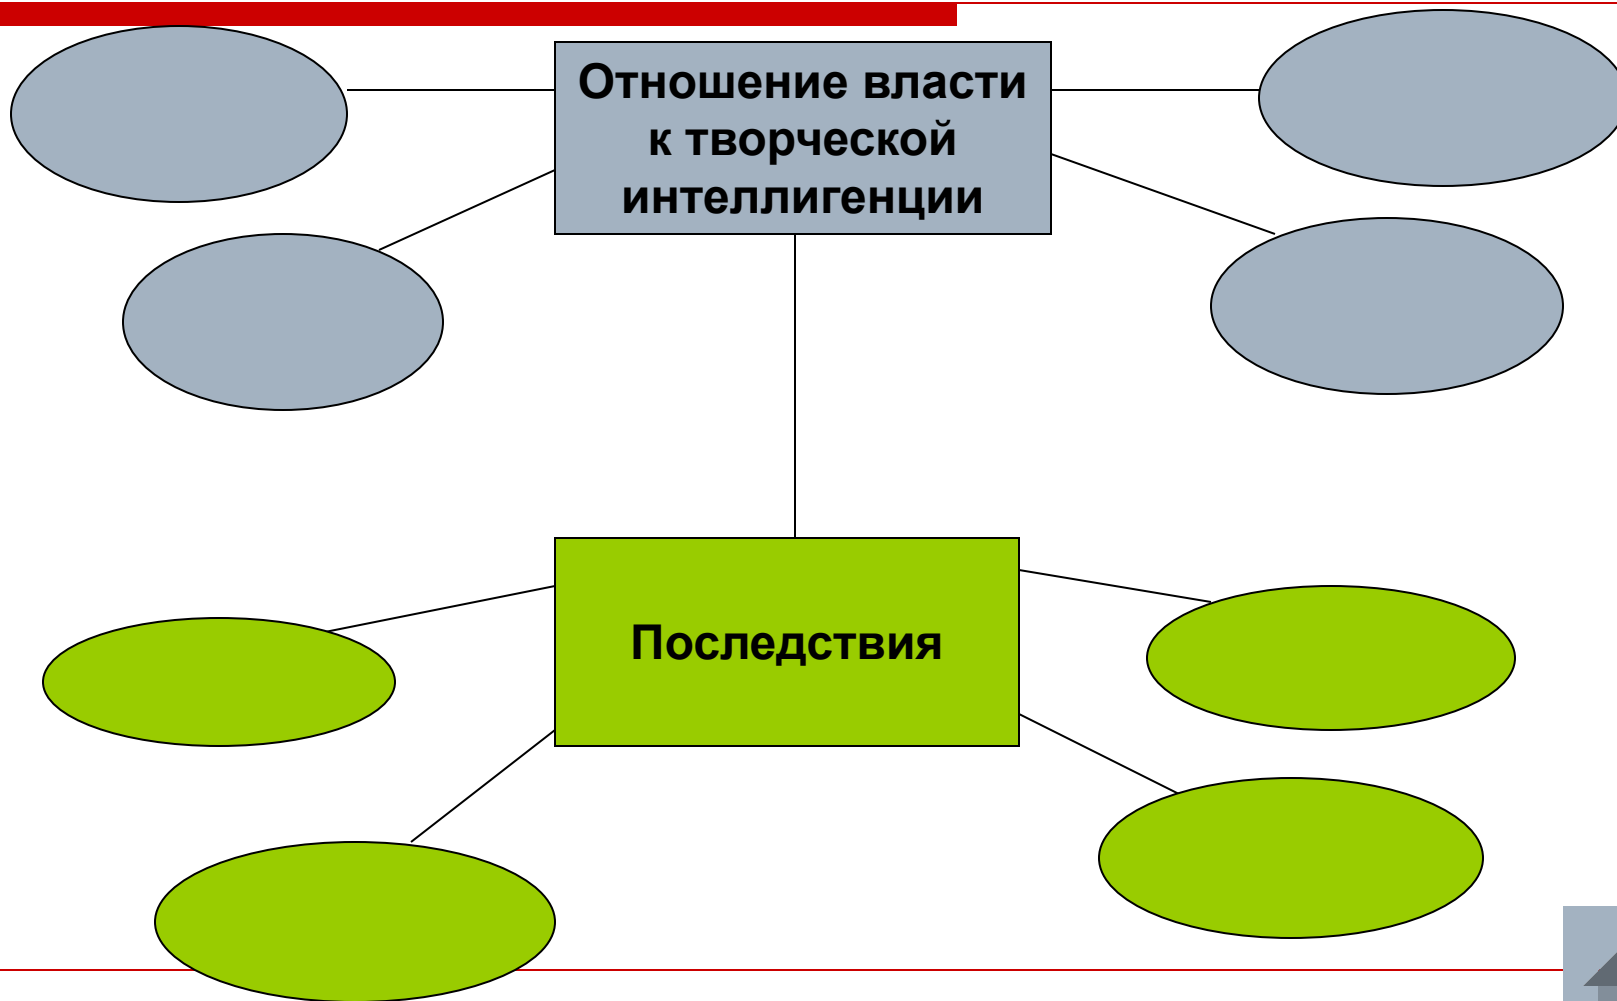 Отношение власти
к творческой
интеллигенции
Последствия